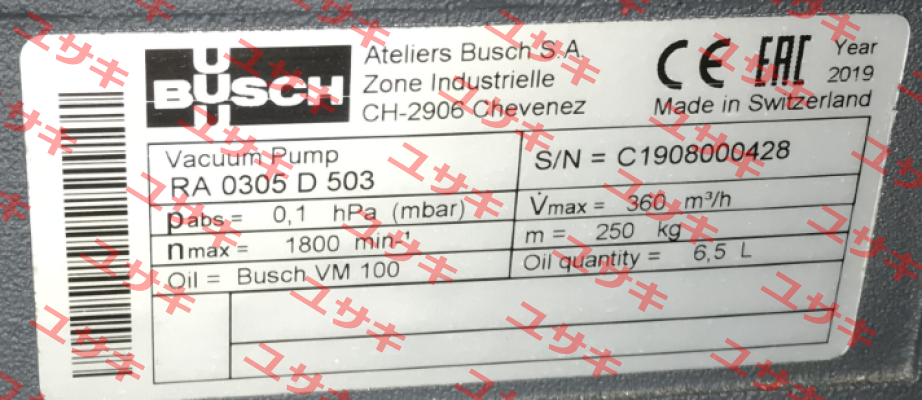 BUSCH
Ateliers Busch S.A.
Zone Industrielle
CH-2906 Chevenez
CE EAC
Year
2019
Made in Switzerland
Vacuum Pump
RA 0305 D 503
S/N = C1908000428
pabs = 0,1 hPa (mbar)
V̇max = 360 m³/h
nmax = 1800 min-¹
m = 250 kg
Oil = Busch VM 100
Oil quantity = 6,5 L
ユサキ